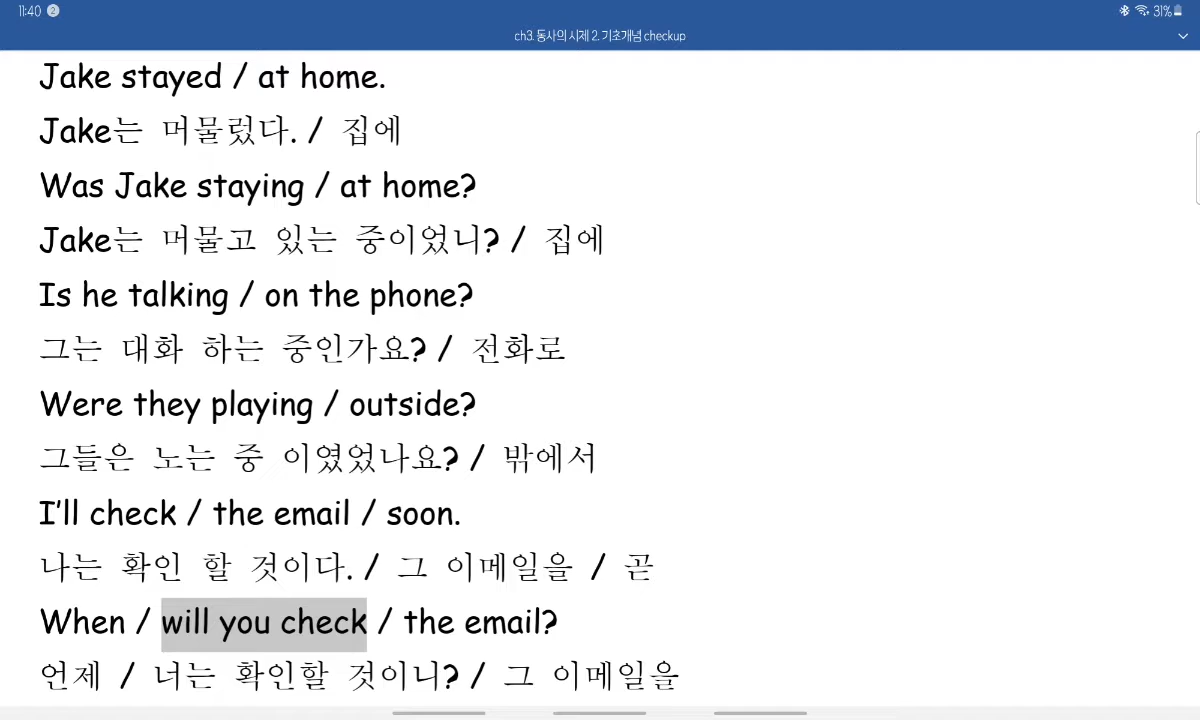 11:40 2 31%
ch3. 동사의 시제 2. 기초개념 checkup
Jake stayed / at home.
Jake는 머물렀다. / 집에
Was Jake staying / at home?
Jake는 머물고 있는 중이었니? / 집에
Is he talking / on the phone?
그는 대화 하는 중인가요? / 전화로
Were they playing / outside?
그들은 노는 중 이였었나요? / 밖에서
I'll check / the email / soon.
나는 확인 할 것이다. / 그 이메일을 / 곧
When / will you check / the email?
언제 / 너는 확인할 것이니? / 그 이메일을